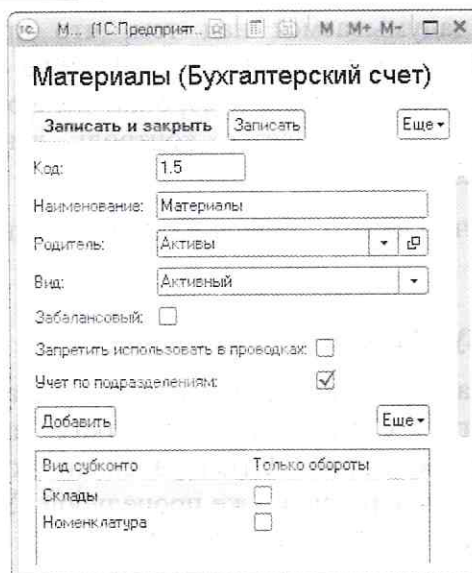 1С М... (1С:Предприят... М М+ М-
Материалы (Бухгалтерский счет)
Записать и закрыть Записать Еще
Код: 1.5
Наименование: Материалы
Родитель: Активы
Вид: Активный
Забалансовый:
Запретить использовать в проводках:
Учет по подразделениям:
Добавить Еще
Вид субконто Только обороты
Склады
Номенклатура